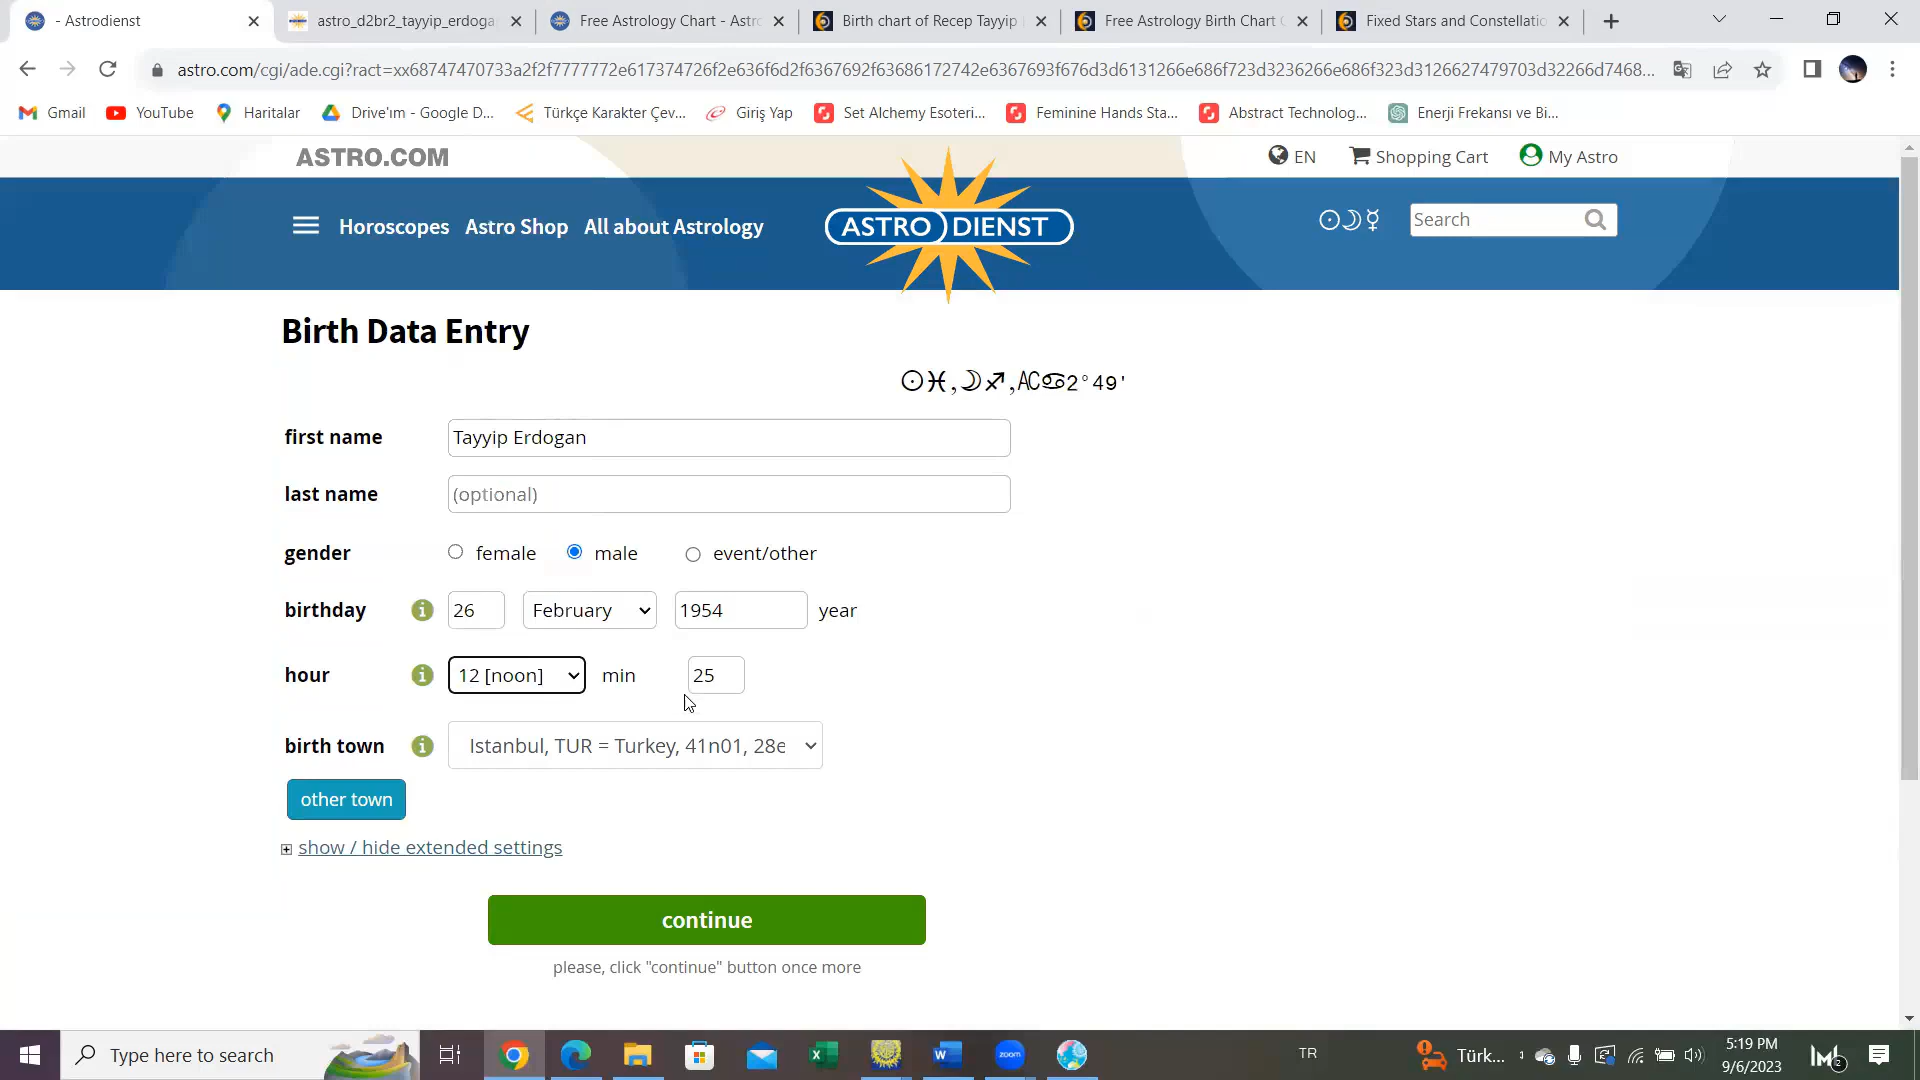 - Astrodienst
astro_d2br2_tayyip_erdoga
Free Astrology Chart - Astr
Birth chart of Recep Tayyip
Free Astrology Birth Chart
Fixed Stars and Constellatio
astro.com/cgi/ade.cgi?ract=xx68747470733a2f2f7777772e617374726f2e636f6d2f6367692f63686172742e6367693f676d3d6131266e686f723d3236266e686f323d3126627479703d32266d7468...
Gmail
YouTube
Haritalar
Drive'ım - Google D...
Türkçe Karakter Çev...
Giriş Yap
Set Alchemy Esoteri...
Feminine Hands Sta...
Abstract Technolog...
Enerji Frekansı ve Bi...
ASTRO.COM
EN
Shopping Cart
My Astro
Horoscopes
Astro Shop
All about Astrology
ASTRO DIENST
☉☽☿
Search
Birth Data Entry
☉♓,☽♐,AC♋2°49'
first name
Tayyip Erdogan
last name
(optional)
gender
female
male
event/other
birthday
26
February
1954
year
hour
12 [noon]
min
25
birth town
Istanbul, TUR = Turkey, 41n01, 28e
other town
show / hide extended settings
continue
please, click "continue" button once more
Type here to search
zoom
TR
Türk...
5:19 PM
9/6/2023
2